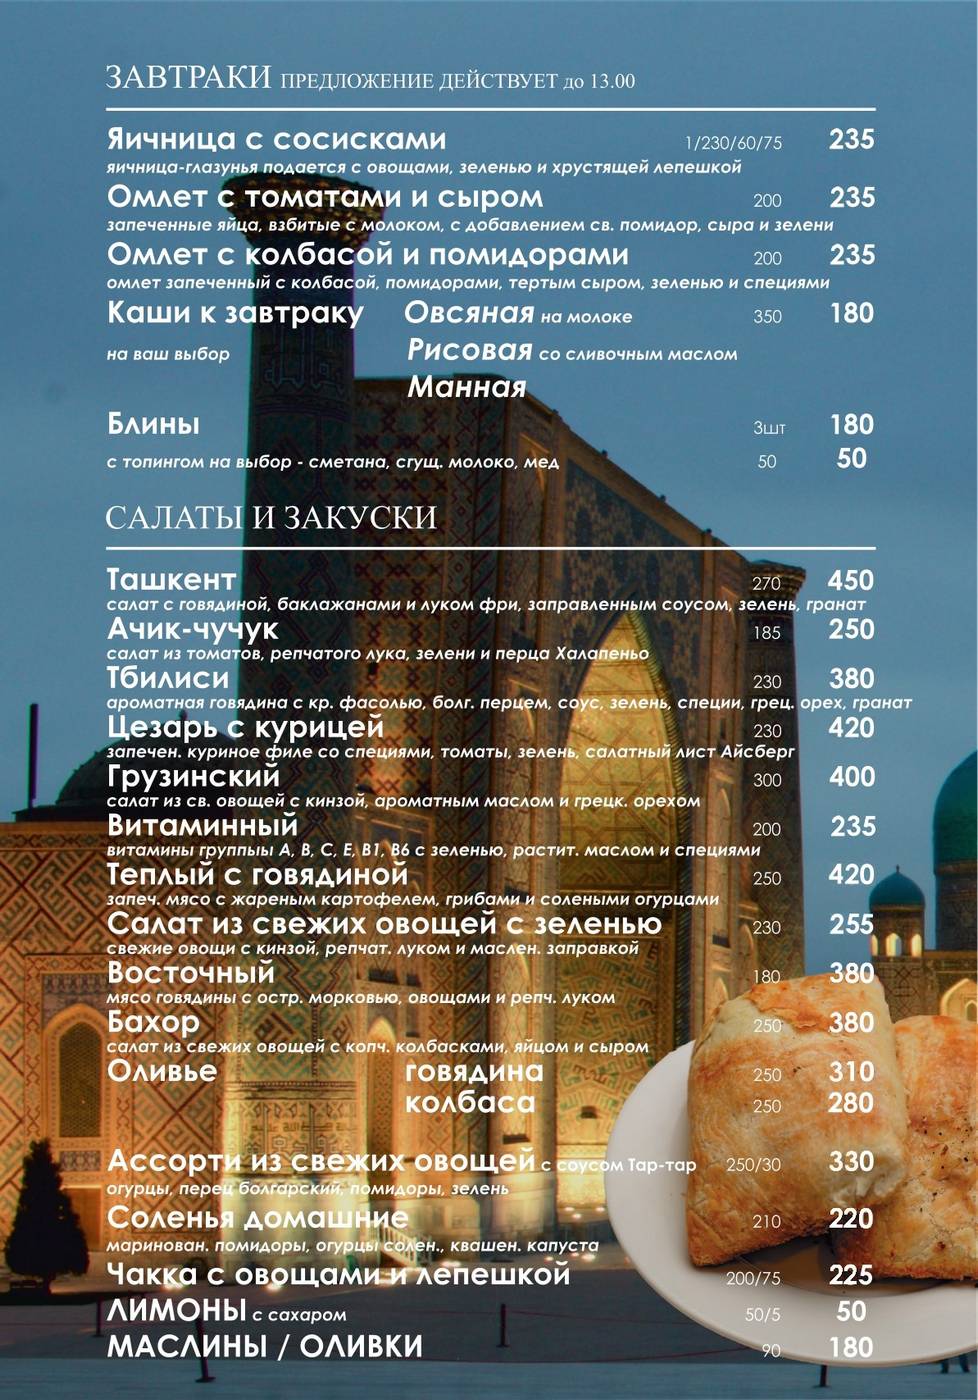 ЗАВТРАКИ ПРЕДЛОЖЕНИЕ ДЕЙСТВУЕТ до 13.00
Яичница с сосисками 1/230/60/75 235
яичница-глазунья подается с овощами, зеленью и хрустящей лепешкой
Омлет с томатами и сыром 200 235
запеченные яйца, взбитые с молоком, с добавлением св. помидор, сыра и зелени
Омлет с колбасой и помидорами 200 235
омлет запеченный с колбасой, помидорами, тертым сыром, зеленью и специями
Каши к завтраку Овсяная на молоке 350 180
на ваш выбор Рисовая со сливочным маслом
Манная
Блины 3шт 180
с топингом на выбор - сметана, сгущ. молоко, мед 50 50
САЛАТЫ И ЗАКУСКИ
Ташкент 270 450
салат с говядиной, баклажанами и луком фри, заправленным соусом, зелень, гранат
Ачик-чучук 185 250
салат из томатов, репчатого лука, зелени и перца Халапеньо
Тбилиси 230 380
ароматная говядина с кр. фасолью, болг. перцем, соус, зелень, специи, грец. орех, гранат
Цезарь с курицей 230 420
запечен. куриное филе со специями, томаты, зелень, салатный лист Айсберг
Грузинский 300 400
салат из св. овощей с кинзой, ароматным маслом и грецк. орехом
Витаминный 200 235
витамины группыы А, В, С, Е, В1, В6 с зеленью, растит. маслом и специями
Теплый с говядиной 250 420
запеч. мясо с жареным картофелем, грибами и солеными огурцами
Салат из свежих овощей с зеленью 230 255
свежие овощи с кинзой, репчат. луком и маслен. заправкой
Восточный 180 380
мясо говядины с остр. морковью, овощами и репч. луком
Бахор 250 380
салат из свежих овощей с копч. колбасками, яйцом и сыром
Оливье говядина 250 310
колбаса 250 280
Ассорти из свежих овощей с соусом Тар-тар 250/30 330
огурцы, перец болгарский, помидоры, зелень
Соленья домашние 210 220
маринован. помидоры, огурцы солен., квашен. капуста
Чакка с овощами и лепешкой 200/75 225
ЛИМОНЫ с сахаром 50/5 50
МАСЛИНЫ / ОЛИВКИ 90 180